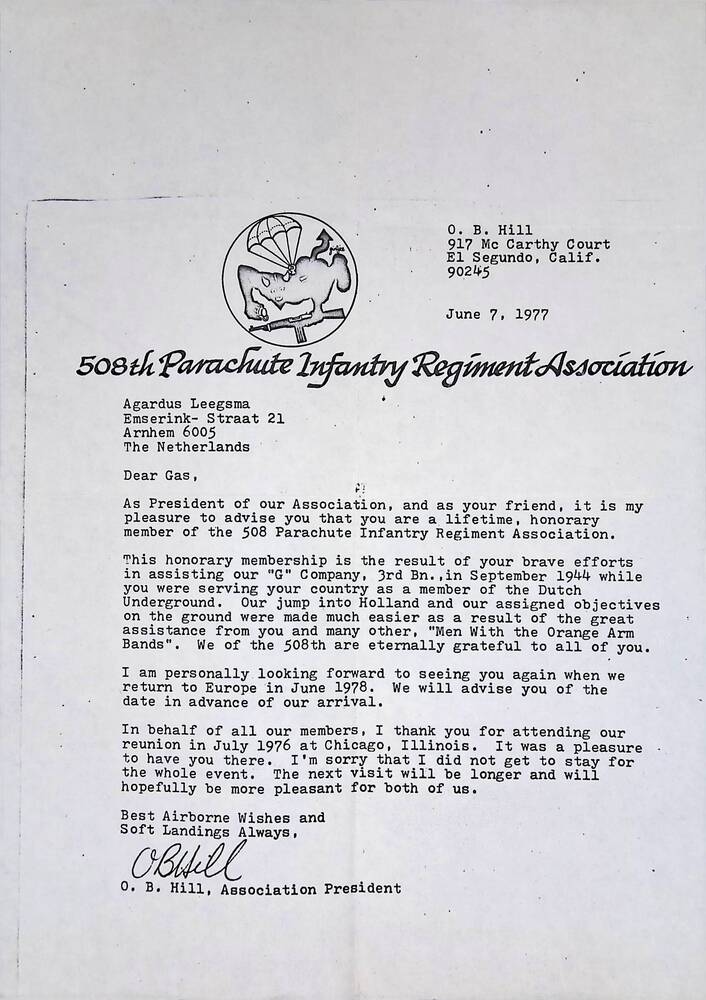 O. B. Hill
917 Mc Carthy Court
El Segundo, Calif.
90245
June 7, 1977
508th Parachute Infantry Regiment Association
Agardus Leegsma
Emserink- Straat 21
Arnhem 6005
The Netherlands
Dear Gas,
As President of our Association, and as your friend, it is my
pleasure to advise you that you are a lifetime, honorary
member of the 508 Parachute Infantry Regiment Association.
This honorary membership is the result of your brave efforts
in assisting our "G" Company, 3rd Bn.,in September 1944 while
you were serving your country as a member of the Dutch
Underground. Our jump into Holland and our assigned objectives
on the ground were made much easier as a result of the great
assistance from you and many other, "Men With the Orange Arm
Bands". We of the 508th are eternally grateful to all of you.
I am personally looking forward to seeing you again when we
return to Europe in June 1978. We will advise you of the
date in advance of our arrival.
In behalf of all our members, I thank you for attending our
reunion in July 1976 at Chicago, Illinois. It was a pleasure
to have you there. I'm sorry that I did not get to stay for
the whole event. The next visit will be longer and will
hopefully be more pleasant for both of us.
Best Airborne Wishes and
Soft Landings Always,
OBHill
O. B. Hill, Association President